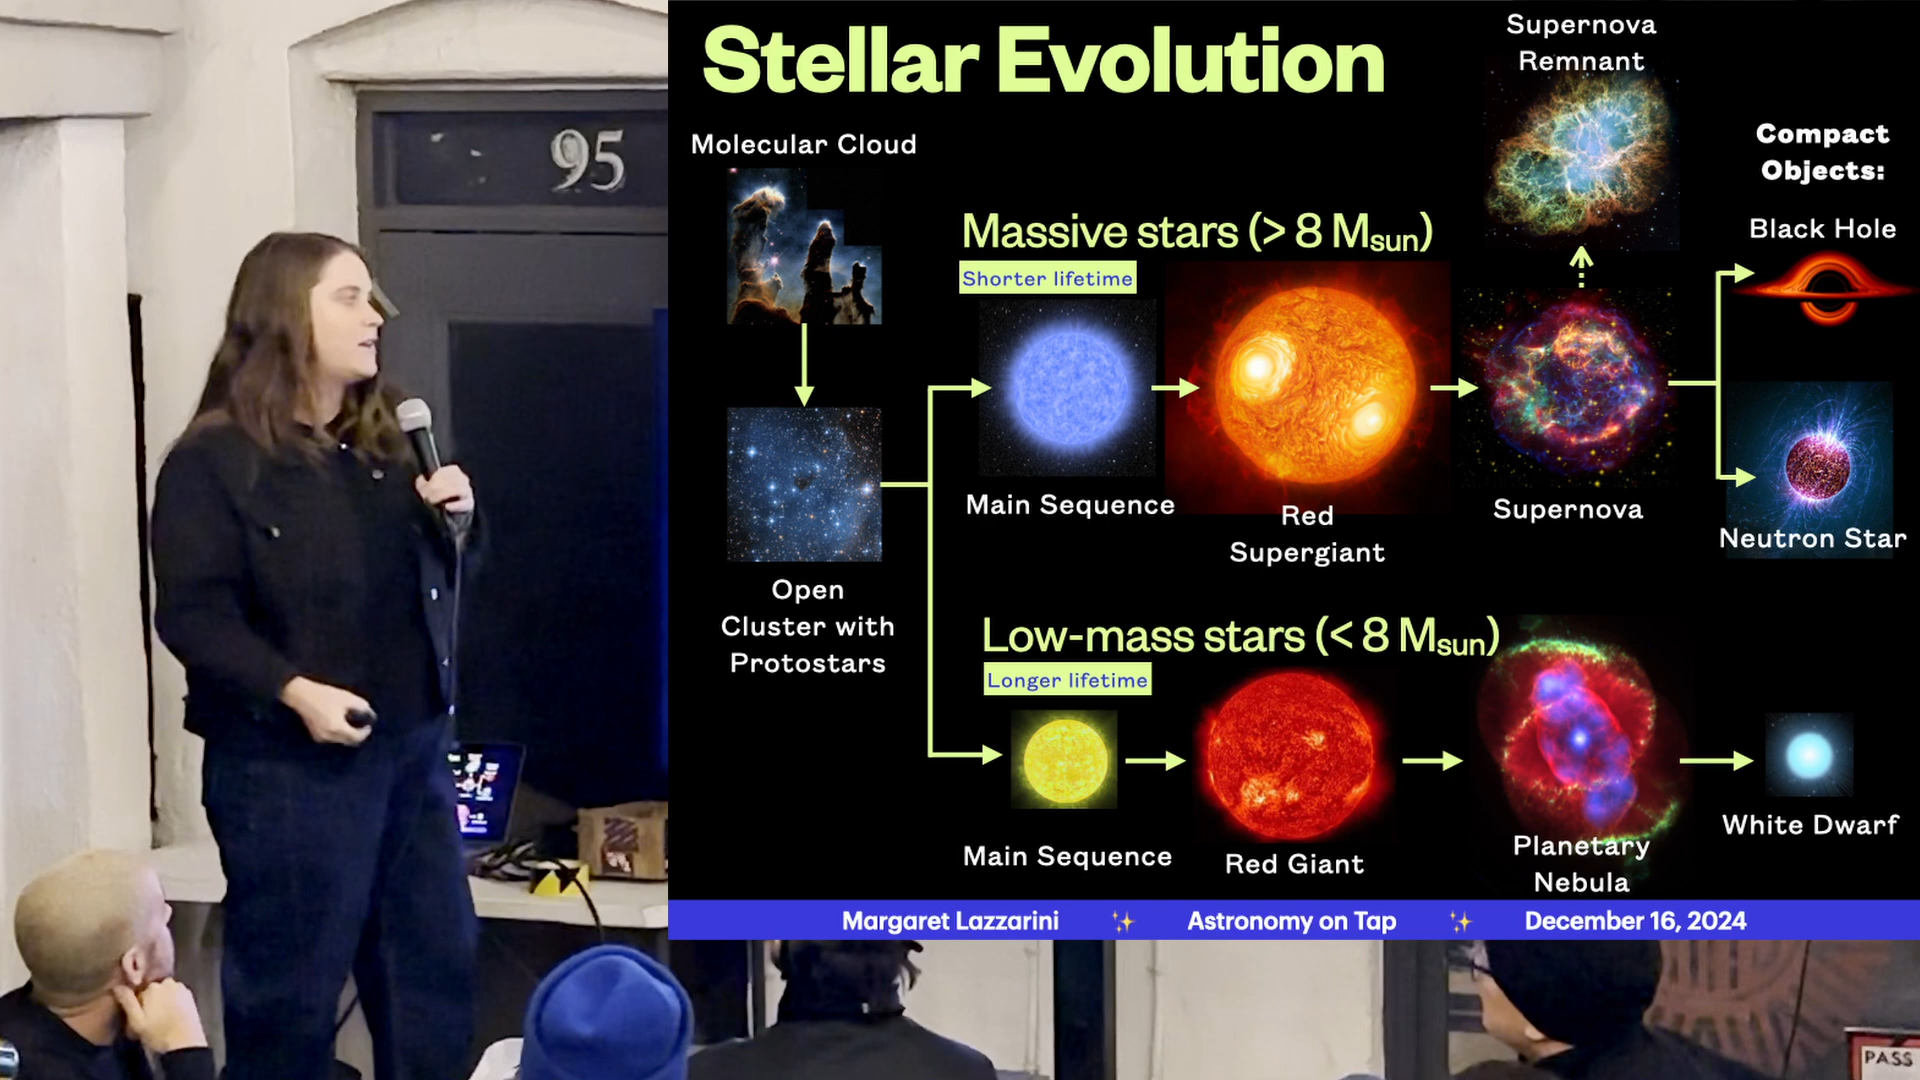 95
Stellar Evolution
Supernova
Remnant
Molecular Cloud
Compact
Objects:
Black Hole
Massive stars (> 8 Msun)
Shorter lifetime
Main Sequence
Red
Supergiant
Supernova
Neutron Star
Open
Cluster with
Protostars
Low-mass stars (< 8 Msun)
Longer lifetime
Main Sequence
Red Giant
Planetary
Nebula
White Dwarf
Margaret Lazzarini ✨ Astronomy on Tap ✨ December 16, 2024
PASS